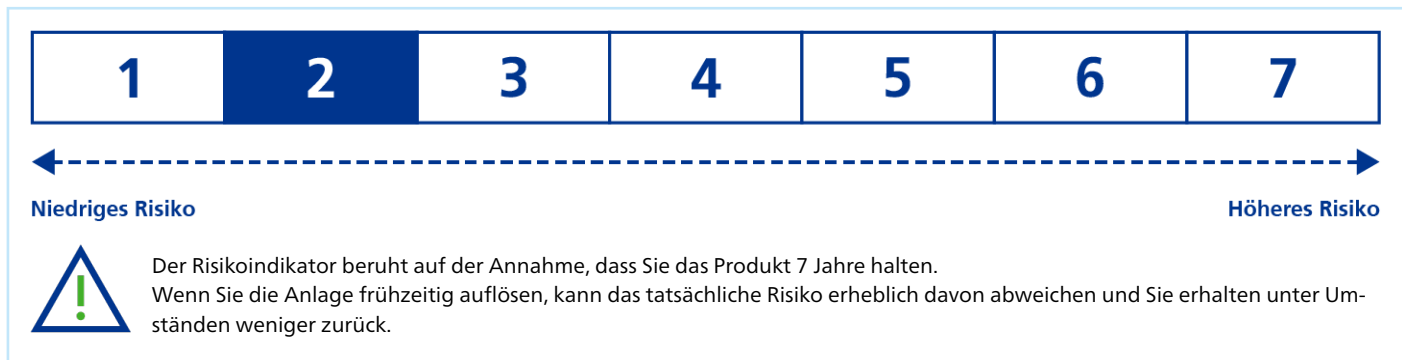 1 2 3 4 5 6 7
Niedriges Risiko Höheres Risiko
Der Risikoindikator beruht auf der Annahme, dass Sie das Produkt 7 Jahre halten.
Wenn Sie die Anlage frühzeitig auflösen, kann das tatsächliche Risiko erheblich davon abweichen und Sie erhalten unter Um-
ständen weniger zurück.